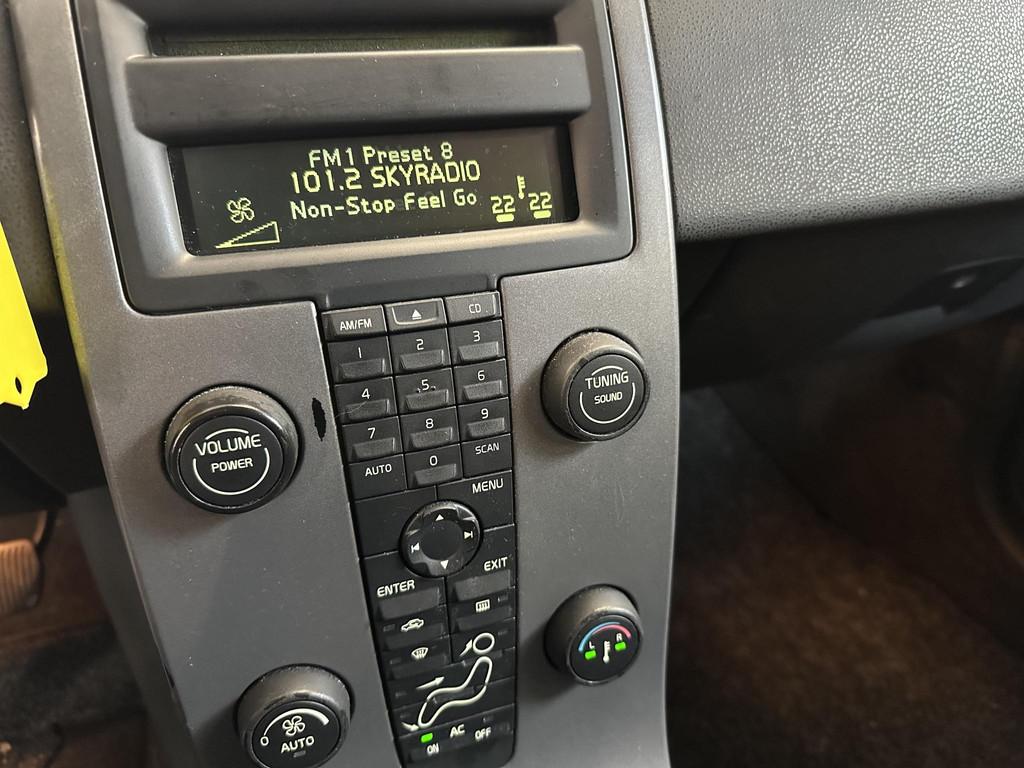 FM1 Preset 8
101.2 SKYRADIO
Non-Stop Feel Go
22 22
AM/FM
CD
1
2
3
4
5
6
7
8
9
AUTO
0
SCAN
VOLUME
POWER
TUNING
SOUND
MENU
EXIT
ENTER
L R
0
AUTO
ON AC OFF